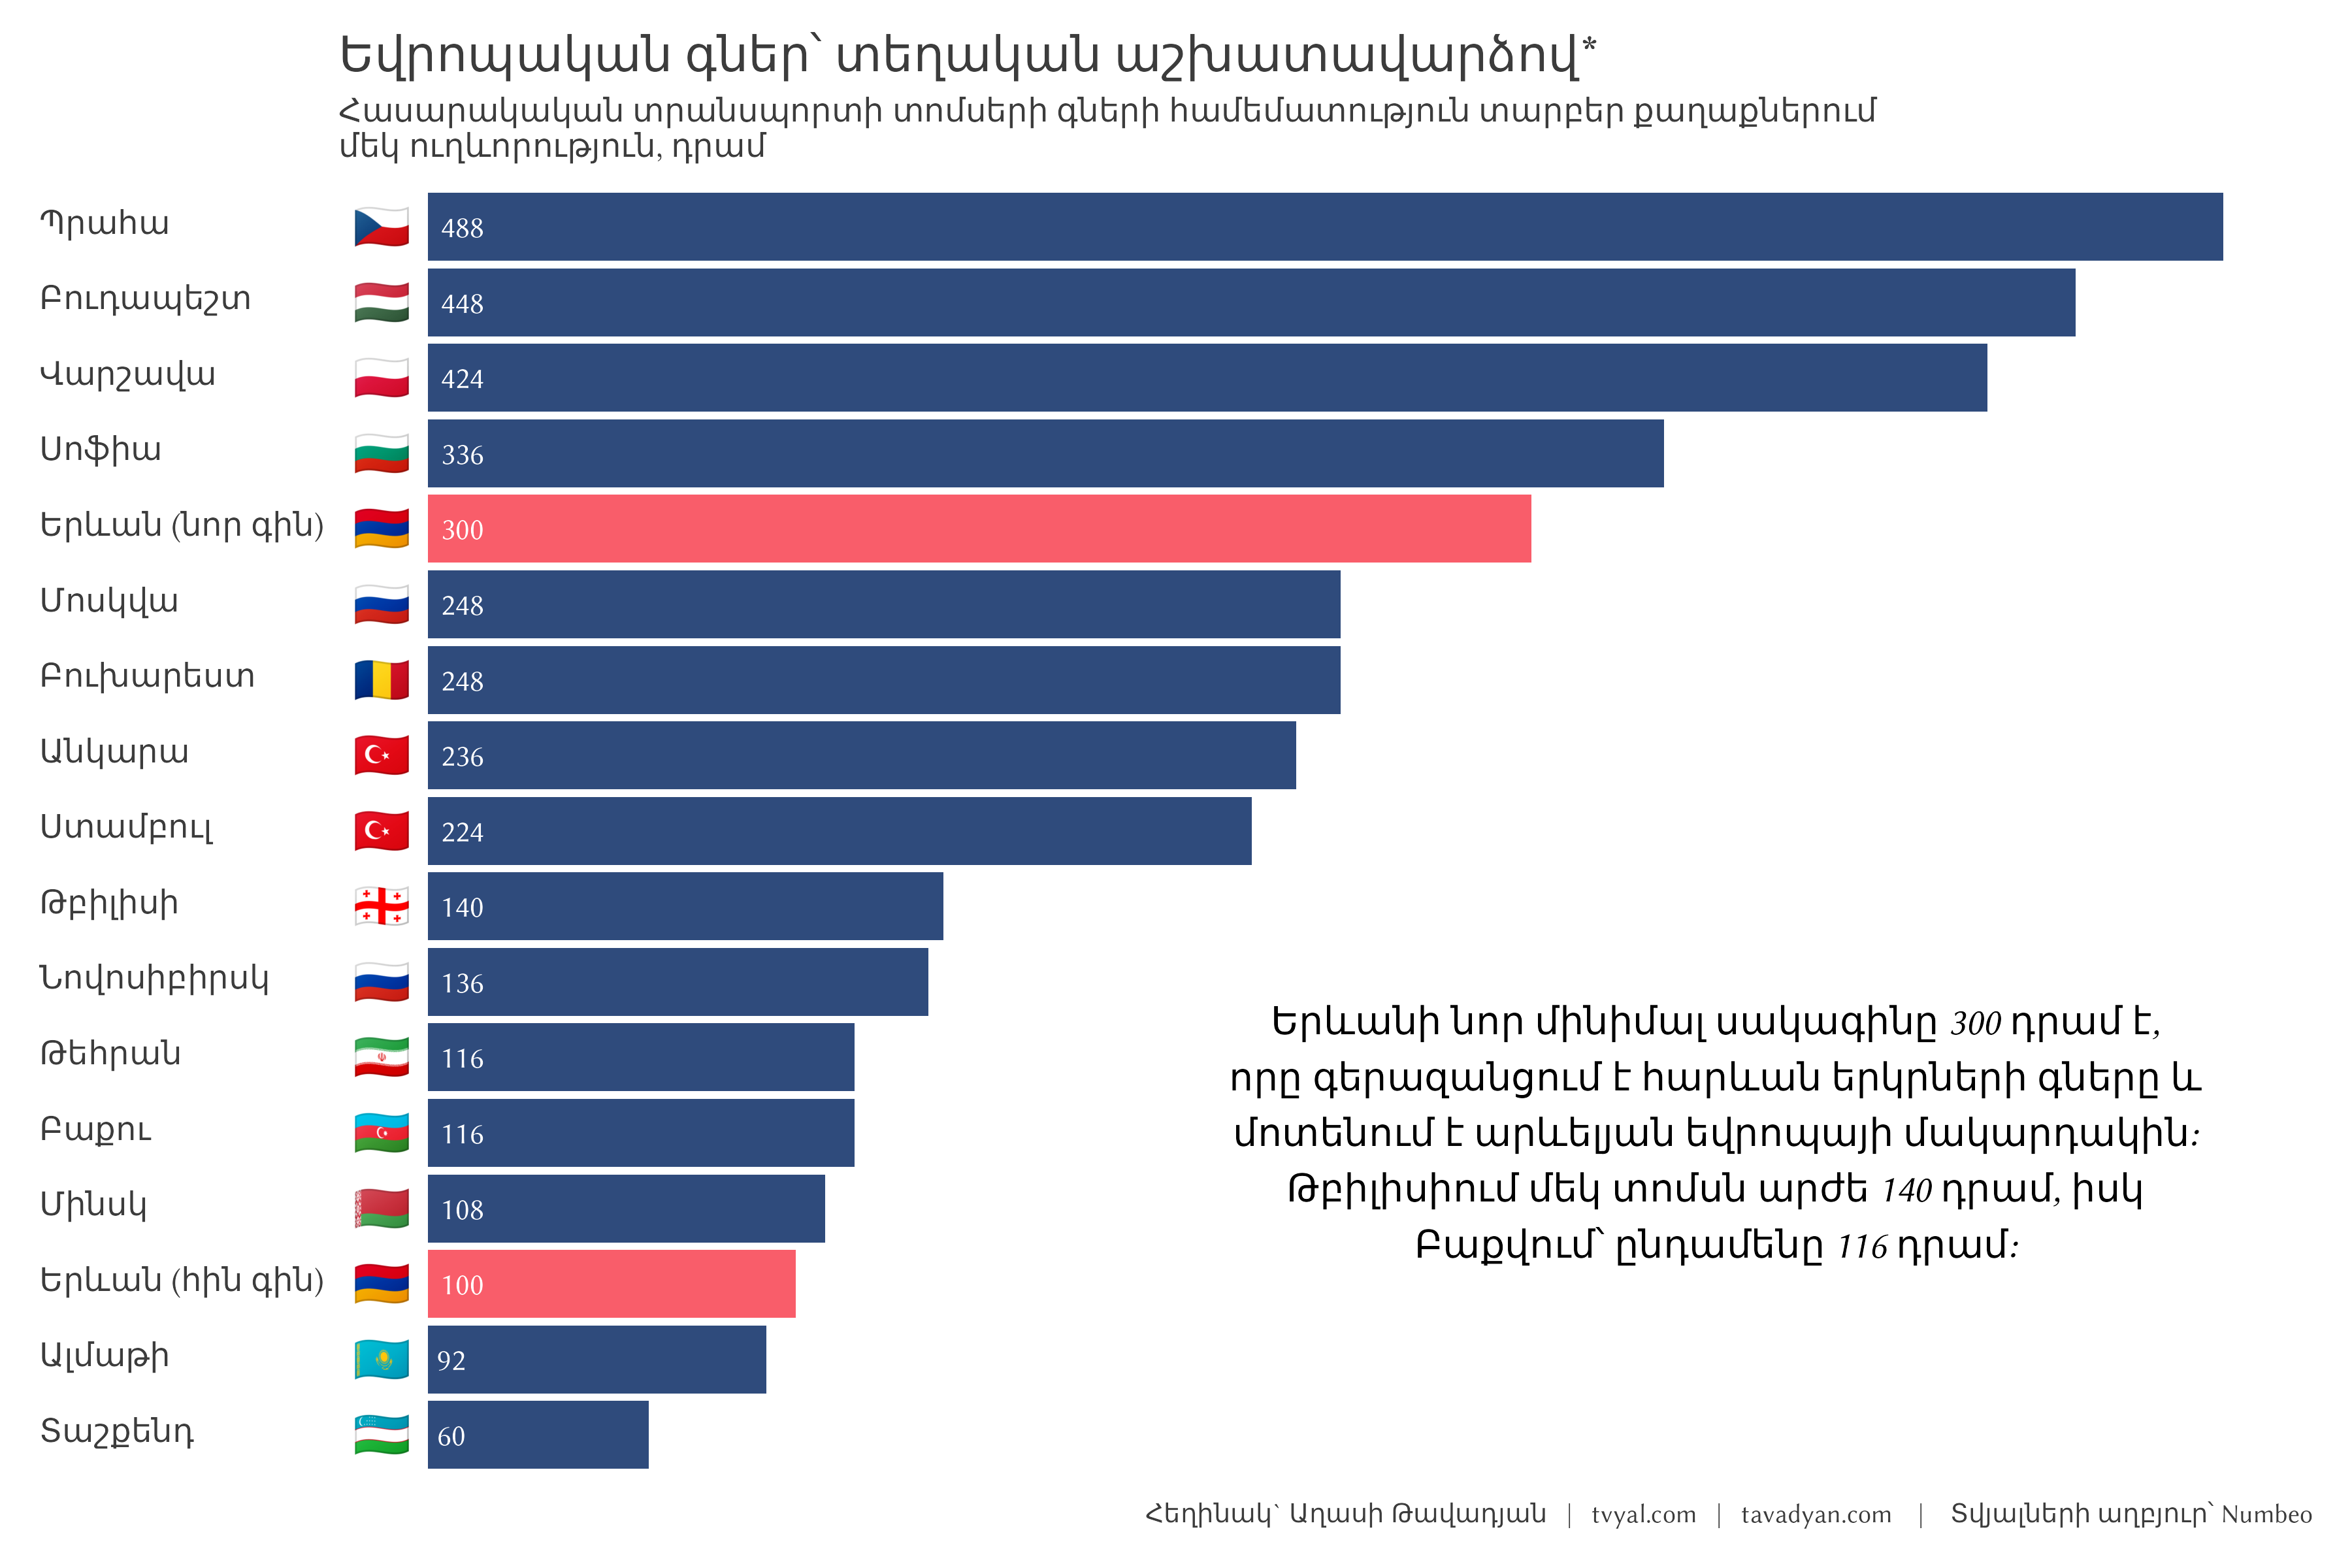 Եվրոպական գներ՝ տեղական աշխատավարձով*
Հասարակական տրանսպորտի տոմսերի գների համեմատություն տարբեր քաղաքներում
մեկ ուղևորություն, դրամ
Պրահա 488
Բուդապեշտ 448
Վարշավա 424
Սոֆիա 336
Երևան (նոր գին) 300
Մոսկվա 248
Բուխարեստ 248
Անկարա 236
Ստամբուլ 224
Թբիլիսի 140
Նովոսիբիրսկ 136
Թեհրան 116
Բաքու 116
Մինսկ 108
Երևան (հին գին) 100
Ալմաթի 92
Տաշքենդ 60
Երևանի նոր մինիմալ սակագինը 300 դրամ է,
որը գերազանցում է հարևան երկրների գները և
մոտենում է արևելյան եվրոպայի մակարդակին։
Թբիլիսիում մեկ տոմսն արժե 140 դրամ, իսկ
Բաքվում՝ ընդամենը 116 դրամ։
Հեղինակ` Աղասի Թավադյան | tvyal.com | tavadyan.com | Տվյալների աղբյուր՝ Numbeo